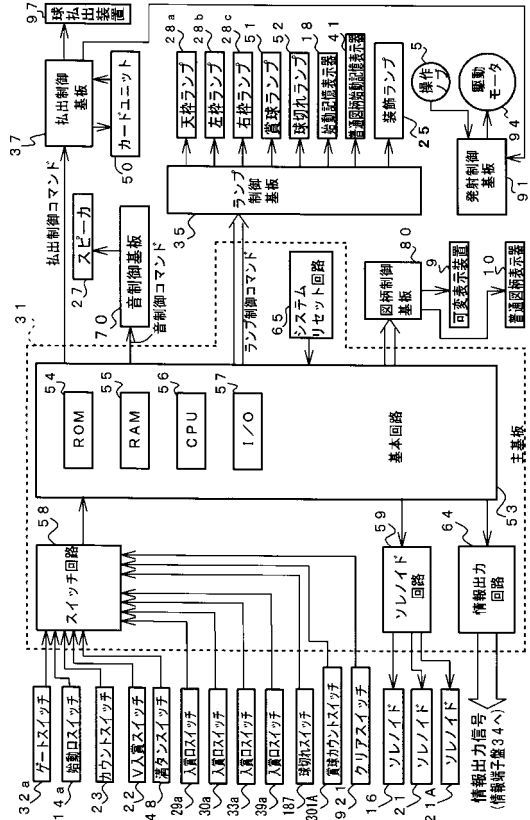 32a
ゲートスイッチ
14a
始動口スイッチ
23
カウントスイッチ
22
V入賞スイッチ
48
満タンスイッチ
29a
入賞口スイッチ
30a
入賞口スイッチ
33a
入賞口スイッチ
39a
入賞口スイッチ
187
球切れスイッチ
301A
賞球カウントスイッチ
921
クリアスイッチ
16
ソレノイド
21
ソレノイド
21A
ソレノイド
情報出力信号
(情報端子盤34へ)
58
スイッチ回路
59
ソレノイド
回路
64
情報出力
回路
31
54
ROM
55
RAM
56
CPU
57
I/O
基本回路
53
主基板
65
システム
リセット回路
払出制御コマンド
音制御コマンド
ランプ制御コマンド
37
払出制御
基板
97
球払出装置
50
カードユニット
27
スピーカ
70
音制御基板
35
ランプ
制御基板
28a
天枠ランプ
28b
左枠ランプ
28c
右枠ランプ
51
賞球ランプ
52
球切れランプ
18
始動記憶表示器
41
普通図柄始動記憶表示器
25
装飾ランプ
80
図柄制御
基板
9
可変表示装置
10
普通図柄表示器
91
発射制御
基板
5
操作
ノブ
94
駆動
モータ